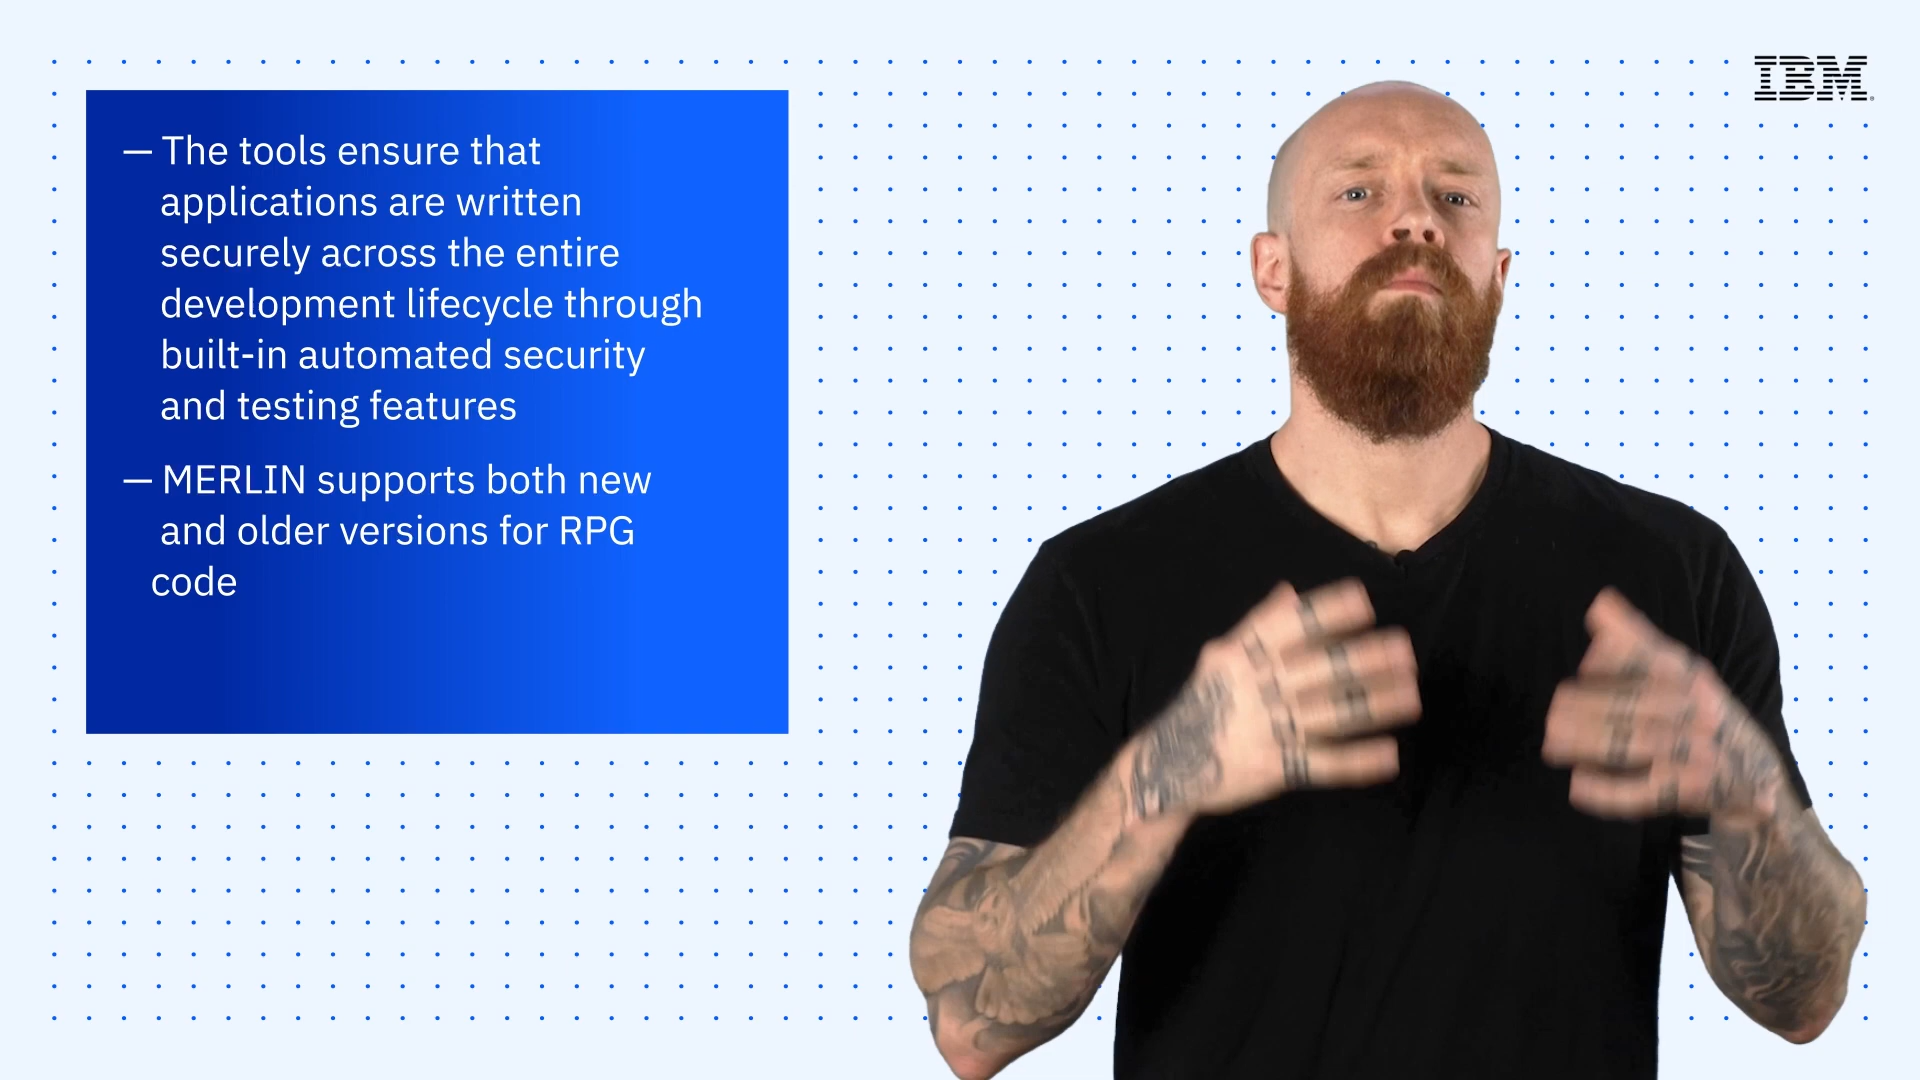 IBM
— The tools ensure that
applications are written
securely across the entire
development lifecycle through
built-in automated security
and testing features
— MERLIN supports both new
and older versions for RPG
code